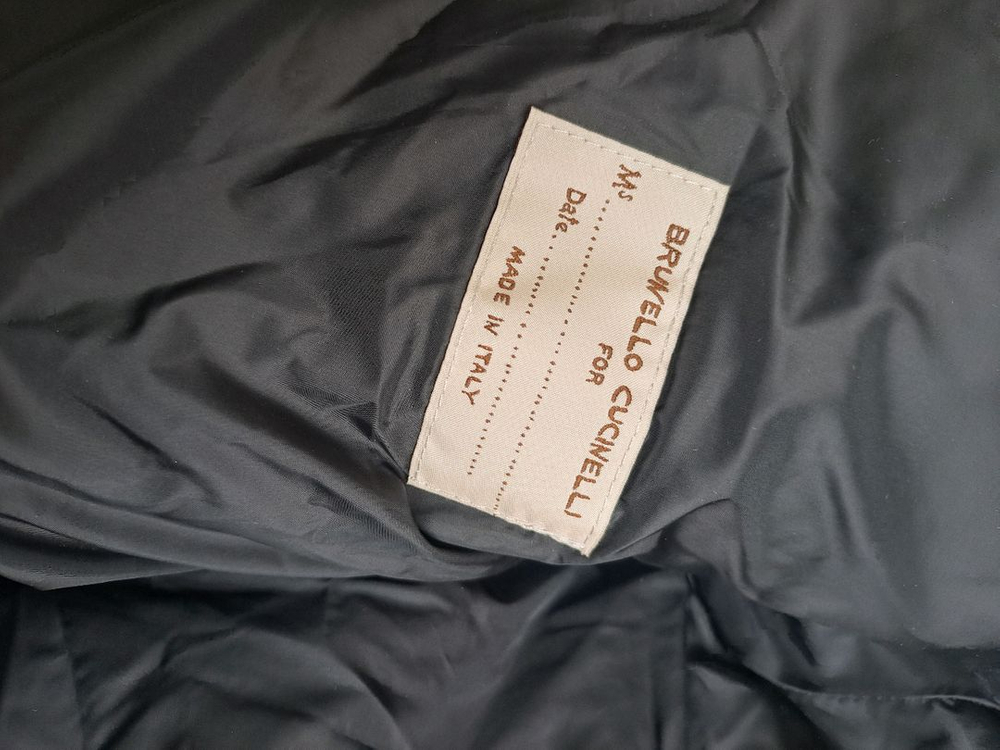 BRUNELLO CUCINELLI
FOR
Ms..............................
Date..............................
MADE IN ITALY